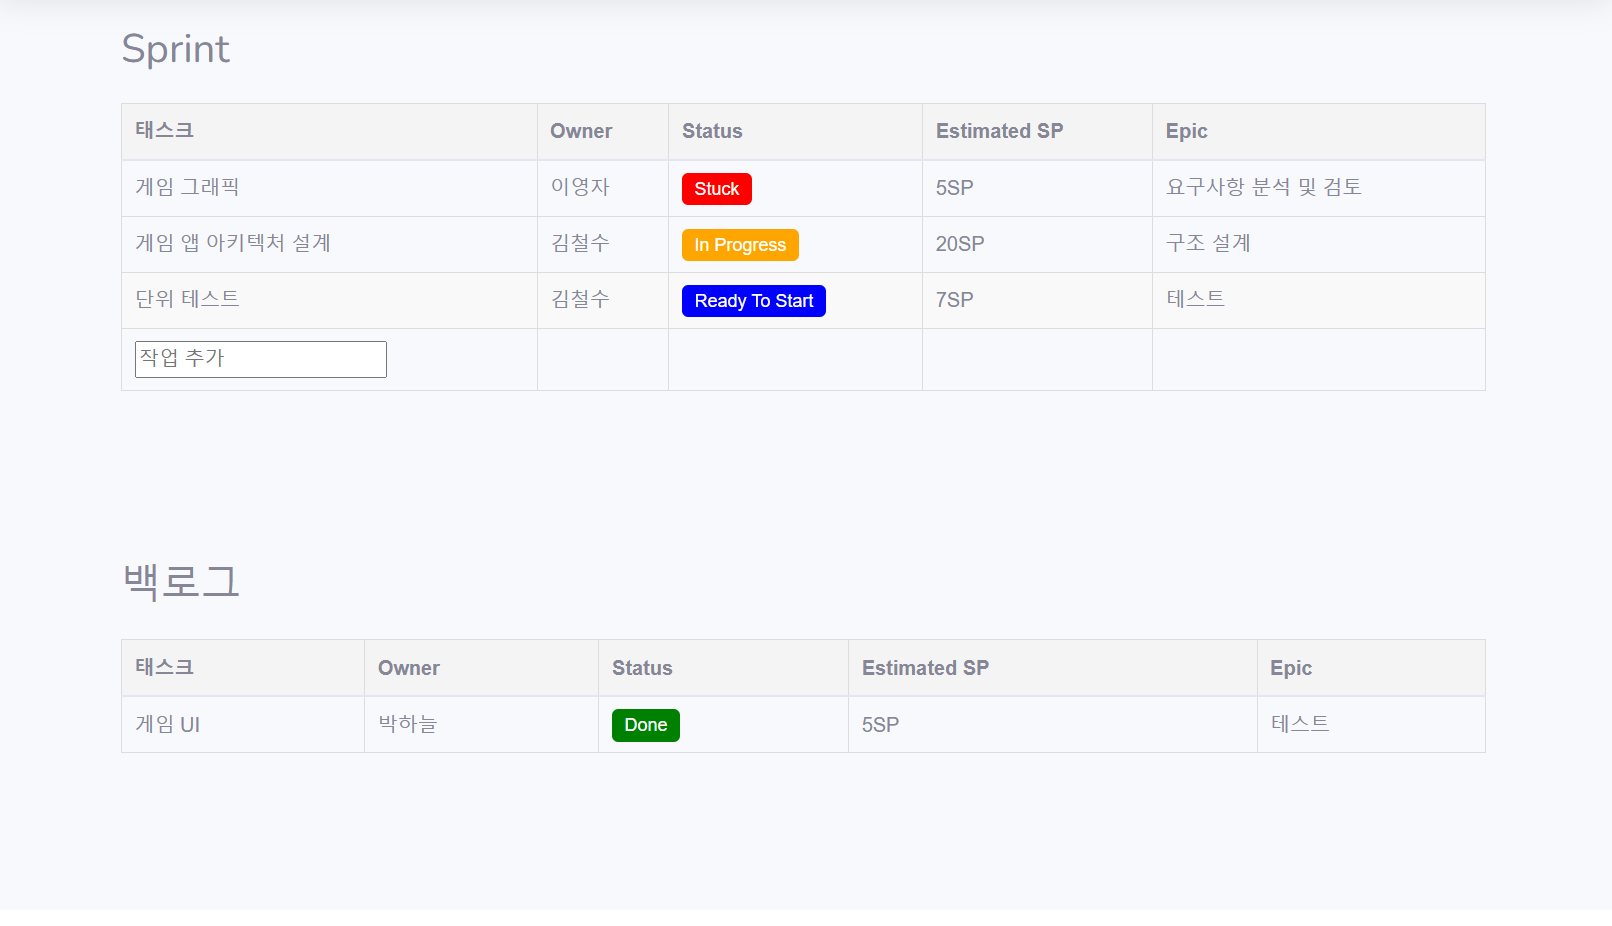 Sprint
태스크 Owner Status Estimated SP Epic
게임 그래픽 이영자 Stuck 5SP 요구사항 분석 및 검토
게임 앱 아키텍처 설계 김철수 In Progress 20SP 구조 설계
단위 테스트 김철수 Ready To Start 7SP 테스트
작업 추가
백로그
태스크 Owner Status Estimated SP Epic
게임 UI 박하늘 Done 5SP 테스트